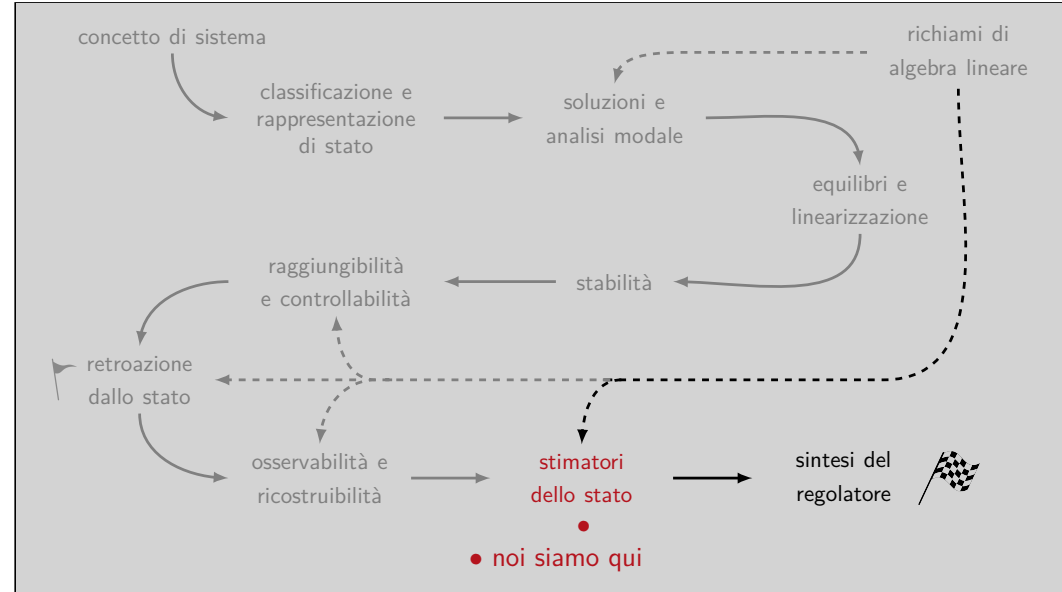 concetto di sistema
richiami di
algebra lineare
classificazione e
rappresentazione
di stato
soluzioni e
analisi modale
equilibri e
linearizzazione
raggiungibilità
e controllabilità
stabilità
retroazione
dallo stato
osservabilità e
ricostruibilità
stimatori
dello stato
sintesi del
regolatore
• noi siamo qui